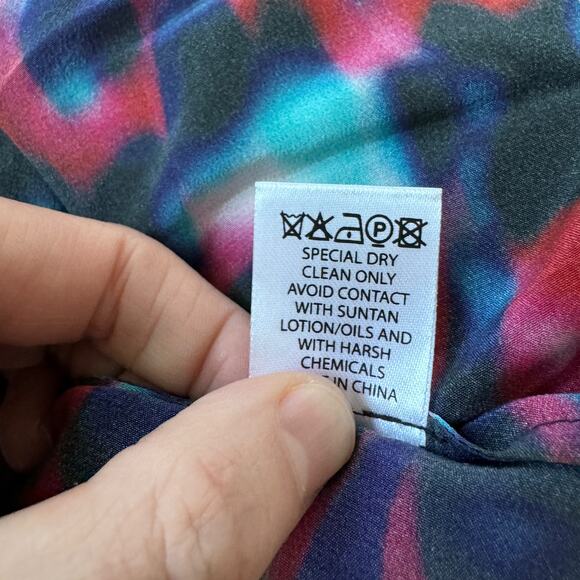 P
SPECIAL DRY
CLEAN ONLY
AVOID CONTACT
WITH SUNTAN
LOTION/OILS AND
WITH HARSH
CHEMICALS
IN CHINA